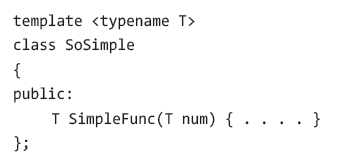 template <typename T>
class SoSimple
{
public:
    T SimpleFunc(T num) { . . . . }
};